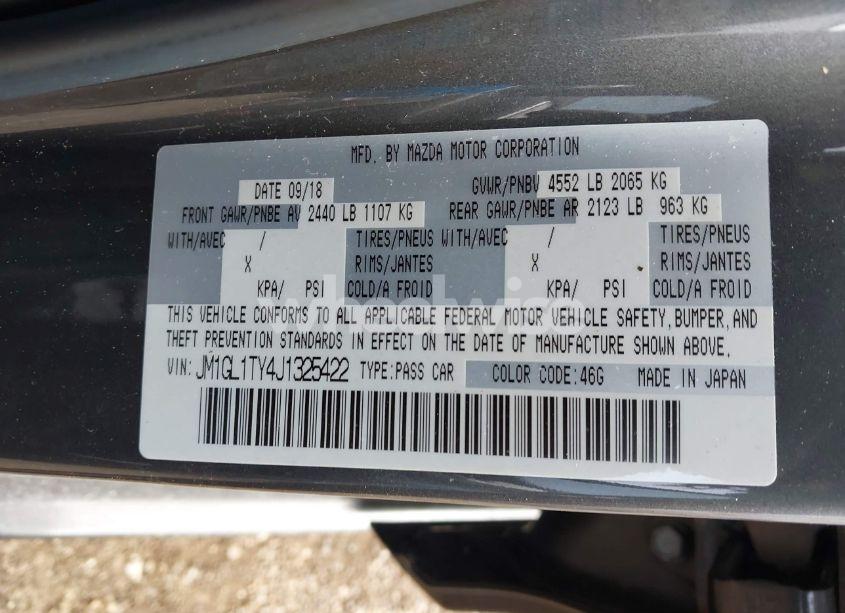 MFD. BY MAZDA MOTOR CORPORATION
DATE 09/18 GVWR/PNBV 4552 LB 2065 KG
FRONT GAWR/PNBE AV 2440 LB 1107 KG REAR GAWR/PNBE AR 2123 LB 963 KG
WITH/AVEC / TIRES/PNEUS WITH/AVEC / TIRES/PNEUS
X RIMS/JANTES X RIMS/JANTES
KPA/ PSI COLD/A FROID KPA/ PSI COLD/A FROID
wheelwise
THIS VEHICLE CONFORMS TO ALL APPLICABLE FEDERAL MOTOR VEHICLE SAFETY, BUMPER, AND
THEFT PREVENTION STANDARDS IN EFFECT ON THE DATE OF MANUFACTURE SHOWN ABOVE.
VIN: JM1GL1TY4J1325422 TYPE:PASS CAR COLOR CODE:46G MADE IN JAPAN